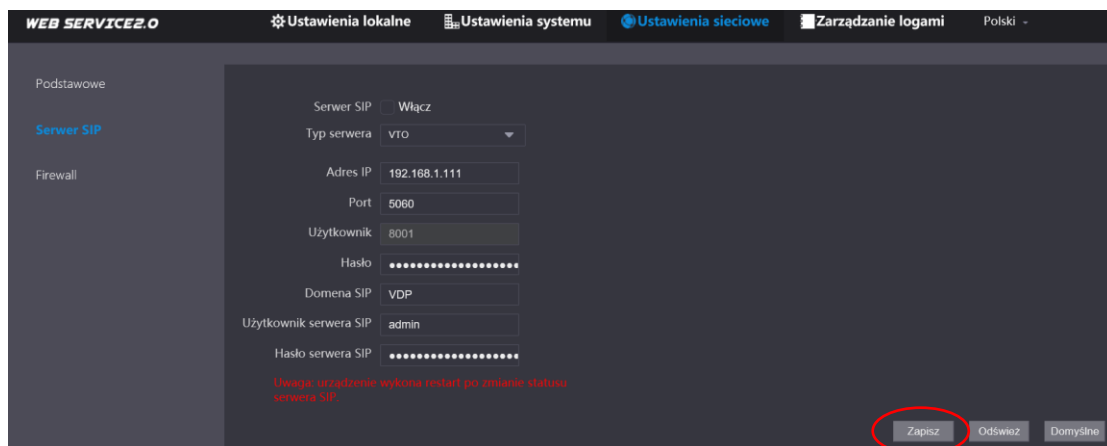 WEB SERVICE2.0 Ustawienia lokalne Ustawienia systemu Ustawienia sieciowe Zarządzanie logami Polski
Podstawowe
Serwer SIP
Firewall
Serwer SIP Włącz
Typ serwera VTO
Adres IP 192.168.1.111
Port 5060
Użytkownik 8001
Hasło ●●●●●●●●●●●●●●●●●●●
Domena SIP VDP
Użytkownik serwera SIP admin
Hasło serwera SIP ●●●●●●●●●●●●●●●●●●●
Uwaga: urządzenie wykona restart po zmianie statusu
serwera SIP.
Zapisz Odśwież Domyślne